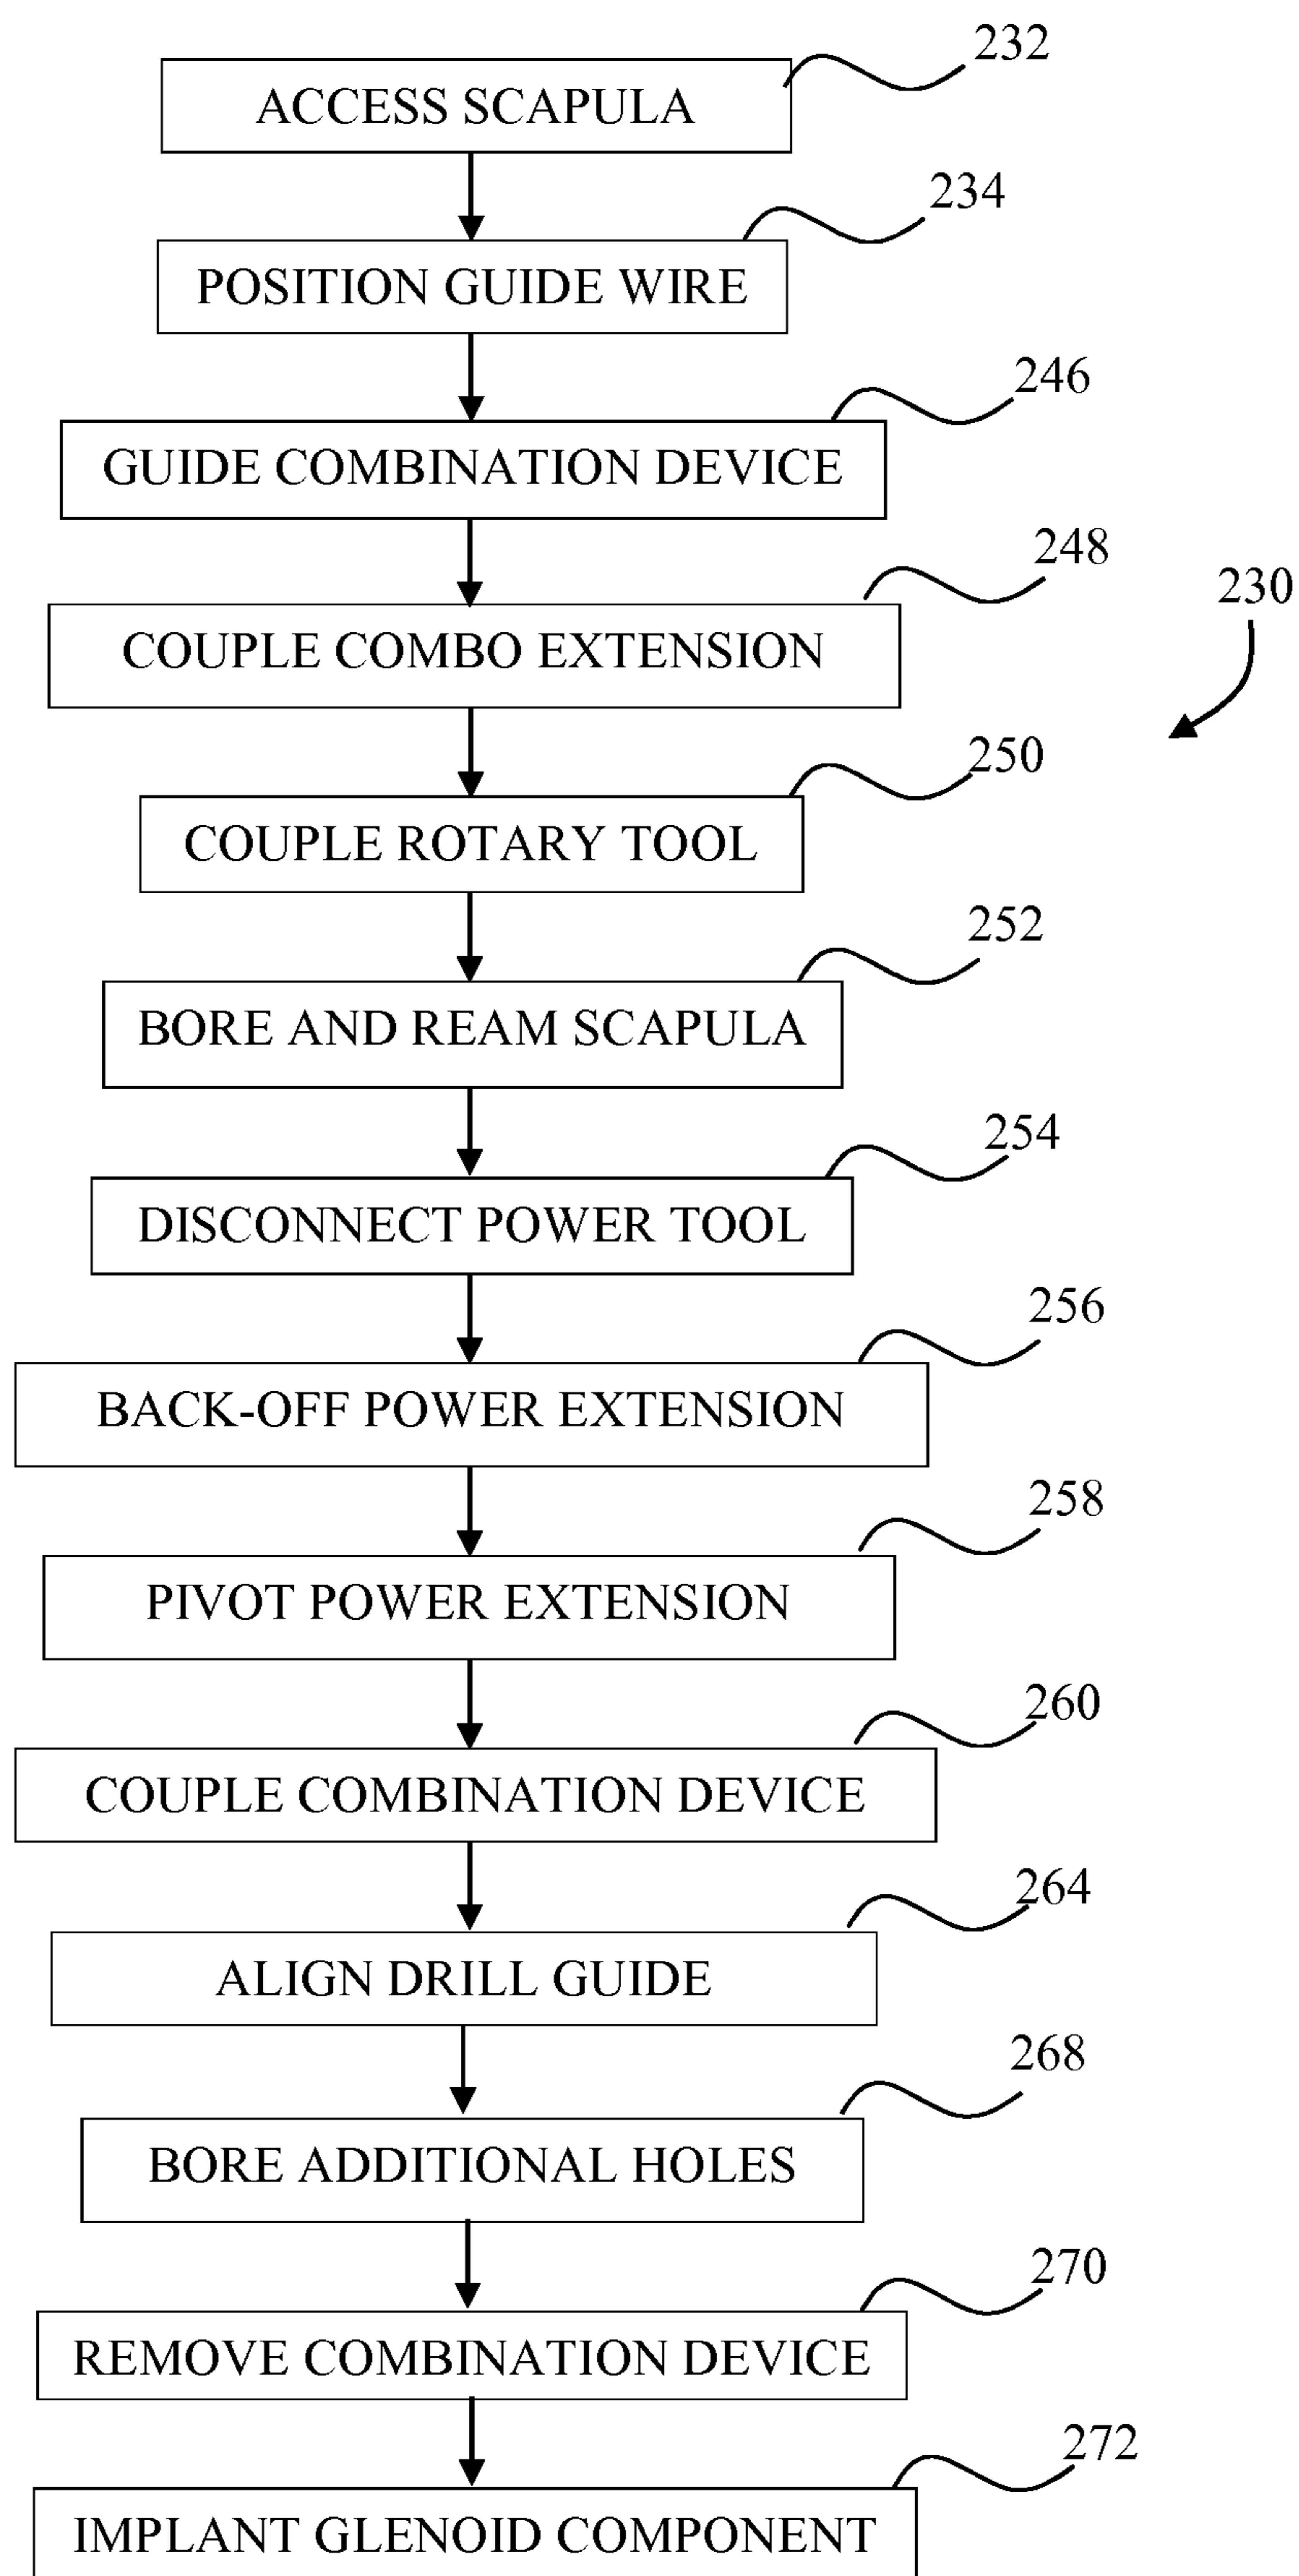 232
ACCESS SCAPULA
234
POSITION GUIDE WIRE
246
GUIDE COMBINATION DEVICE
248
COUPLE COMBO EXTENSION
230
250
COUPLE ROTARY TOOL
252
BORE AND REAM SCAPULA
254
DISCONNECT POWER TOOL
256
BACK-OFF POWER EXTENSION
258
PIVOT POWER EXTENSION
260
COUPLE COMBINATION DEVICE
264
ALIGN DRILL GUIDE
268
BORE ADDITIONAL HOLES
270
REMOVE COMBINATION DEVICE
272
IMPLANT GLENOID COMPONENT